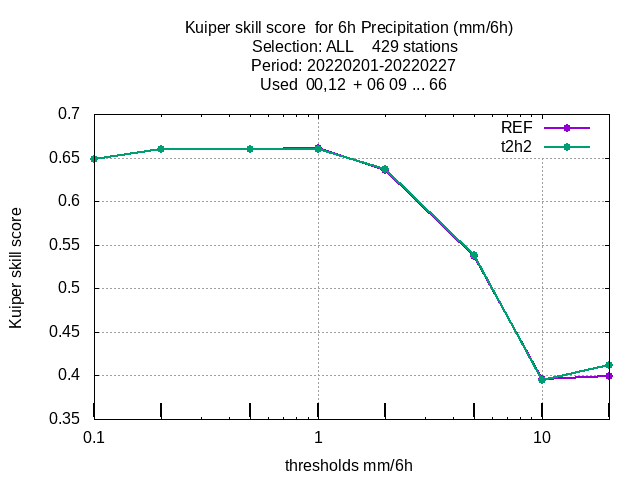 Kuiper skill score  for 6h Precipitation (mm/6h)
Selection: ALL    429 stations
Period: 20220201-20220227
Used  00,12  + 06 09 ... 66
REF
t2h2
0.7
0.65
0.6
0.55
0.5
0.45
0.4
0.35
Kuiper skill score
0.1 1 10
thresholds mm/6h